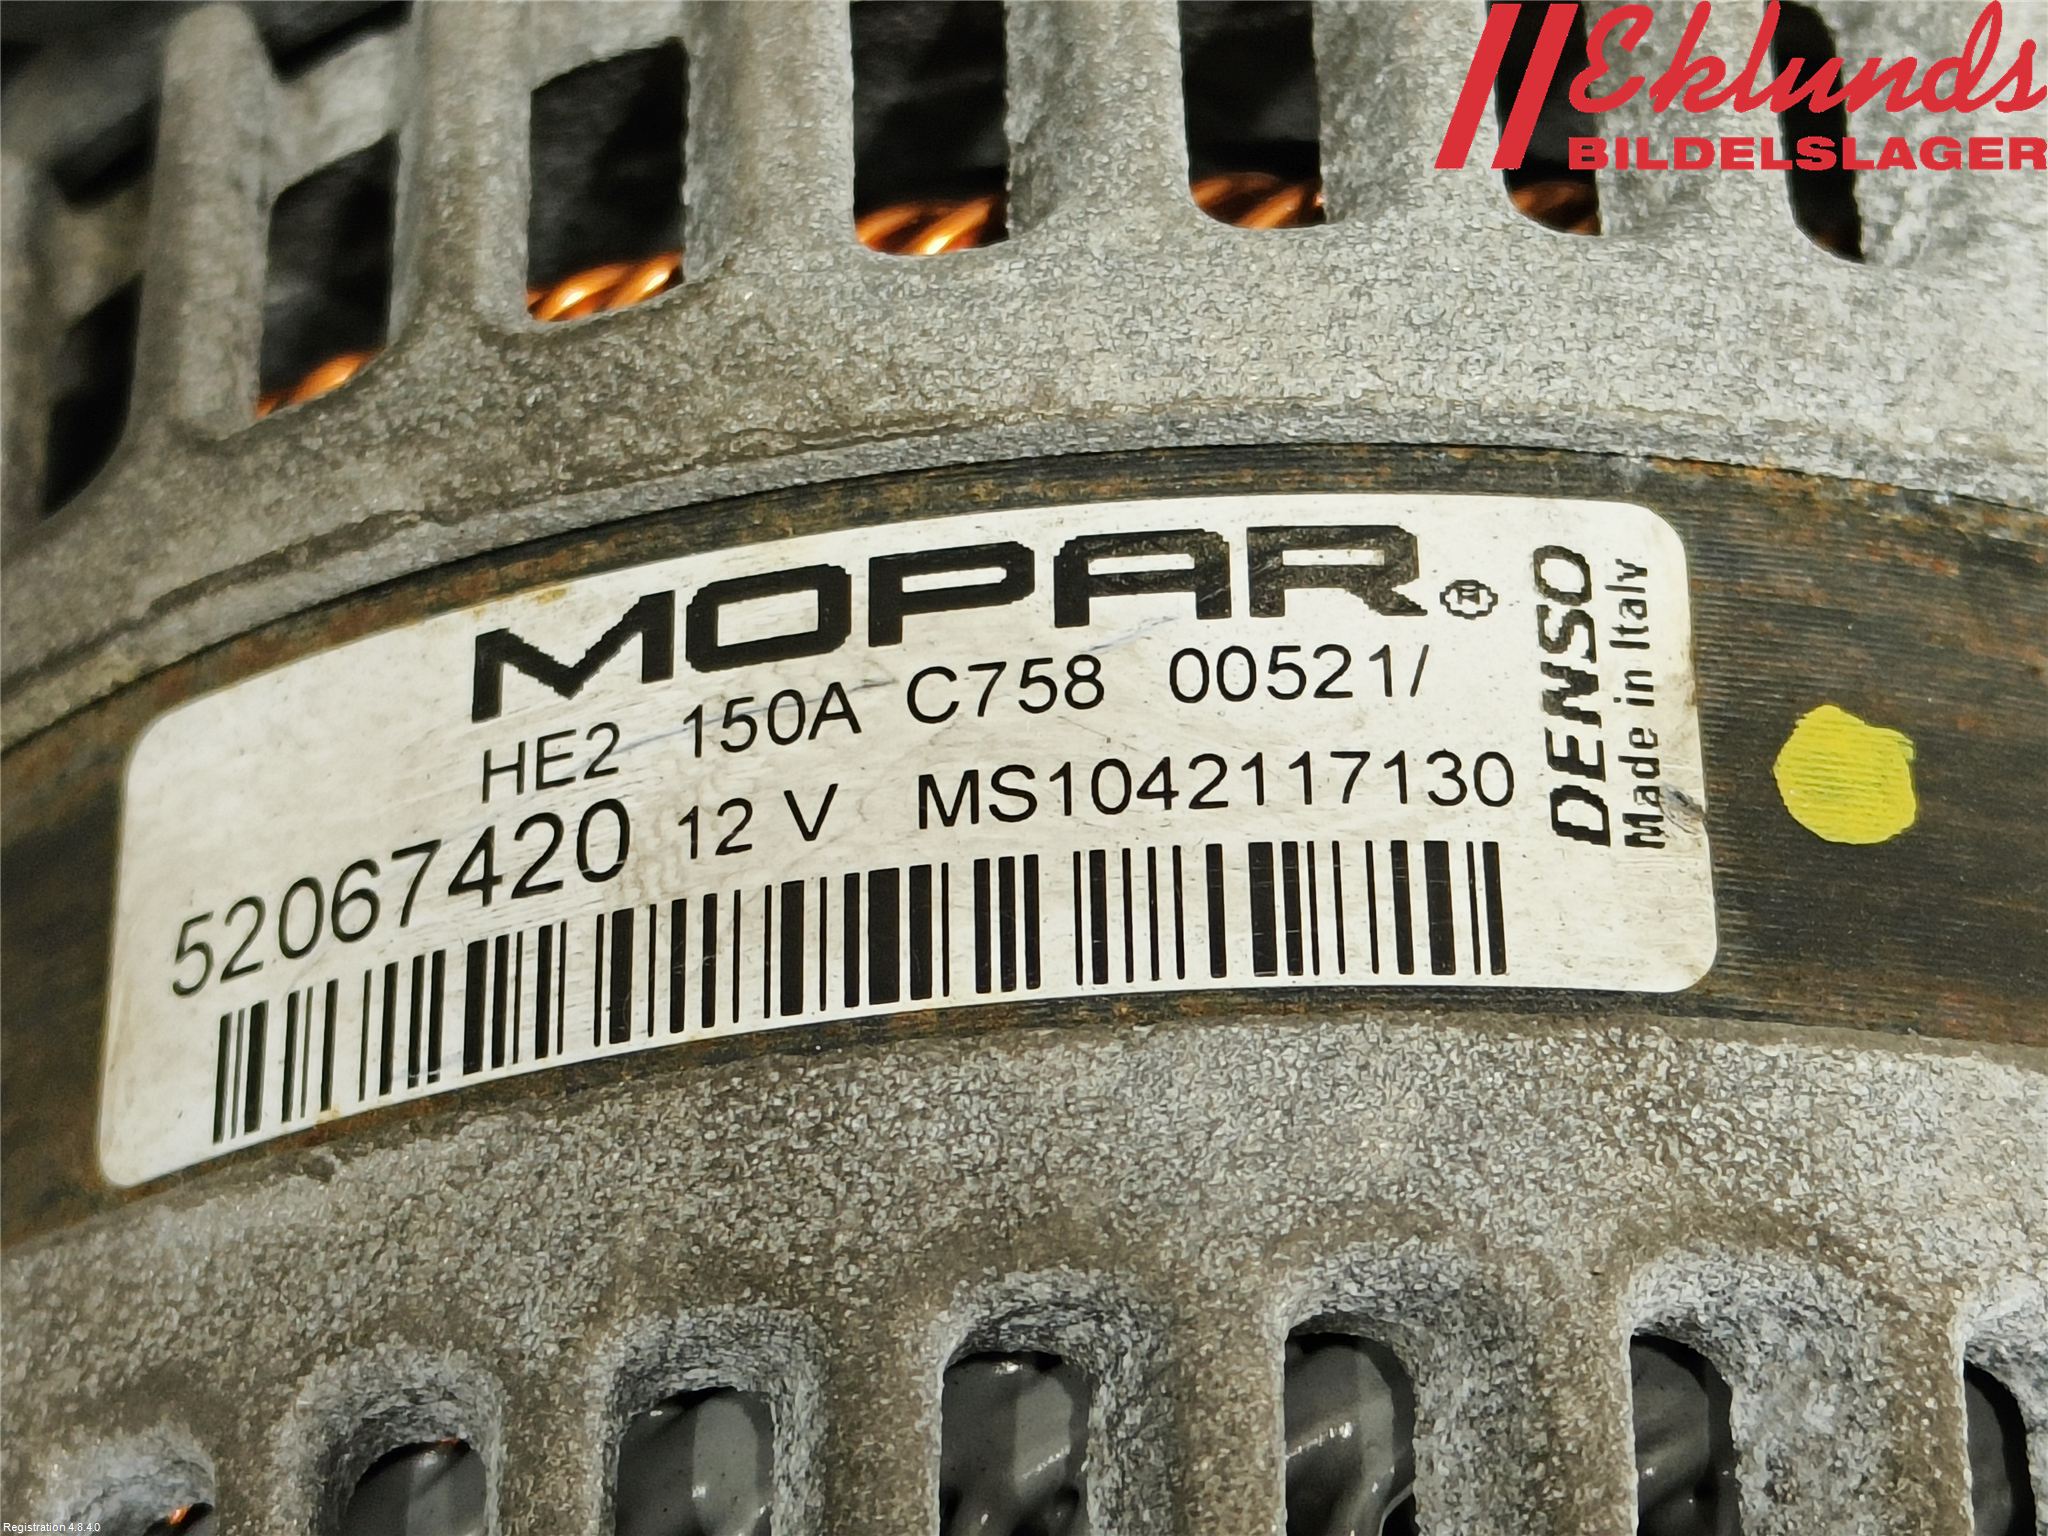 Eklunds
BILDELSLAGER
MOPAR®
HE2 150A C758 00521/
52067420 12 V MS1042117130
DENSO
Made in Italy
Registration 4.8.4.0